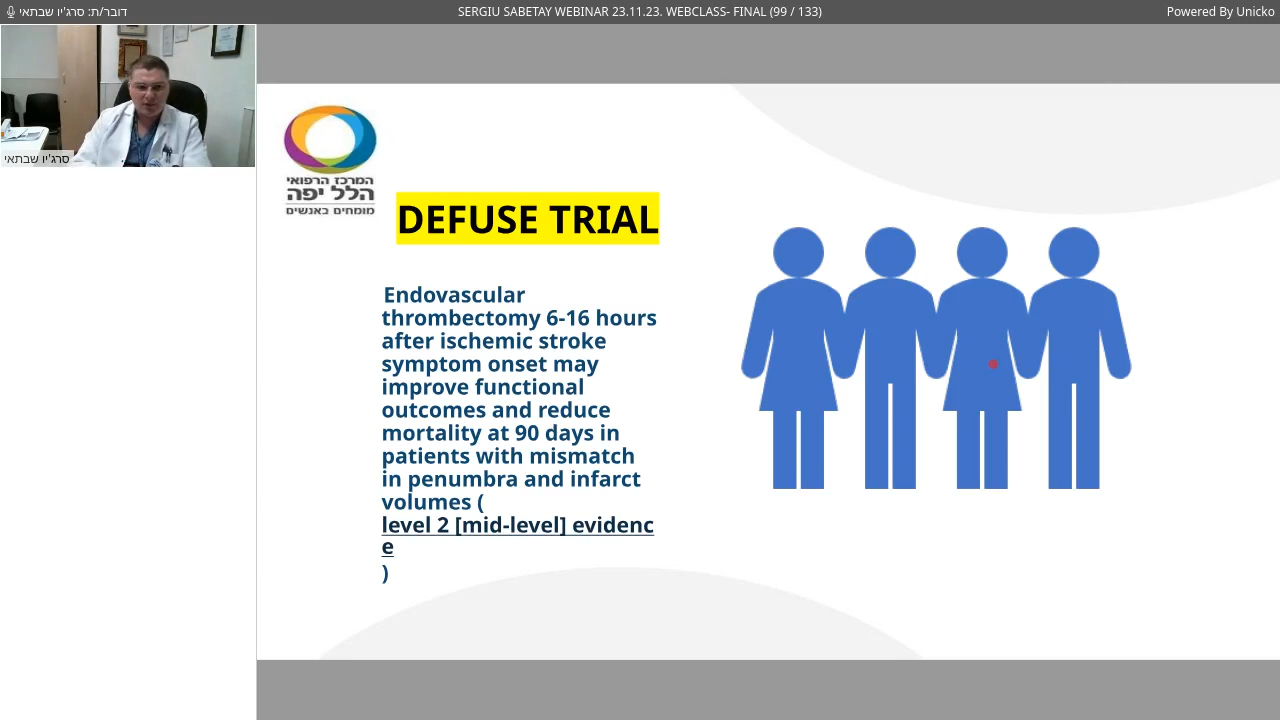 דובר/ת: סרג'יו שבתאי
SERGIU SABETAY WEBINAR 23.11.23. WEBCLASS- FINAL (99 / 133)
Powered By Unicko
סרג'יו שבתאי
המרכז הרפואי
הלל יפה
מומחים באנשים
DEFUSE TRIAL
Endovascular
thrombectomy 6-16 hours
after ischemic stroke
symptom onset may
improve functional
outcomes and reduce
mortality at 90 days in
patients with mismatch
in penumbra and infarct
volumes (
level 2 [mid-level] evidenc
e
)